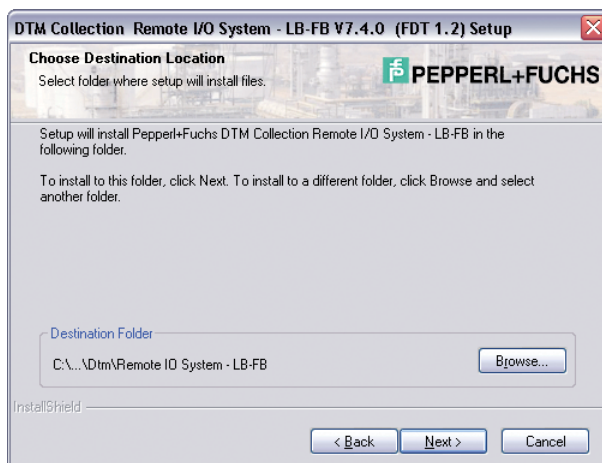 DTM Collection Remote I/O System - LB-FB V7.4.0 (FDT 1.2) Setup
Choose Destination Location
Select folder where setup will install files.
PEPPERL+FUCHS
Setup will install Pepperl+Fuchs DTM Collection Remote I/O System - LB-FB in the
following folder.
To install to this folder, click Next. To install to a different folder, click Browse and select
another folder.
Destination Folder
C:\...\Dtm\Remote IO System - LB-FB
Browse...
InstallShield
< Back
Next >
Cancel